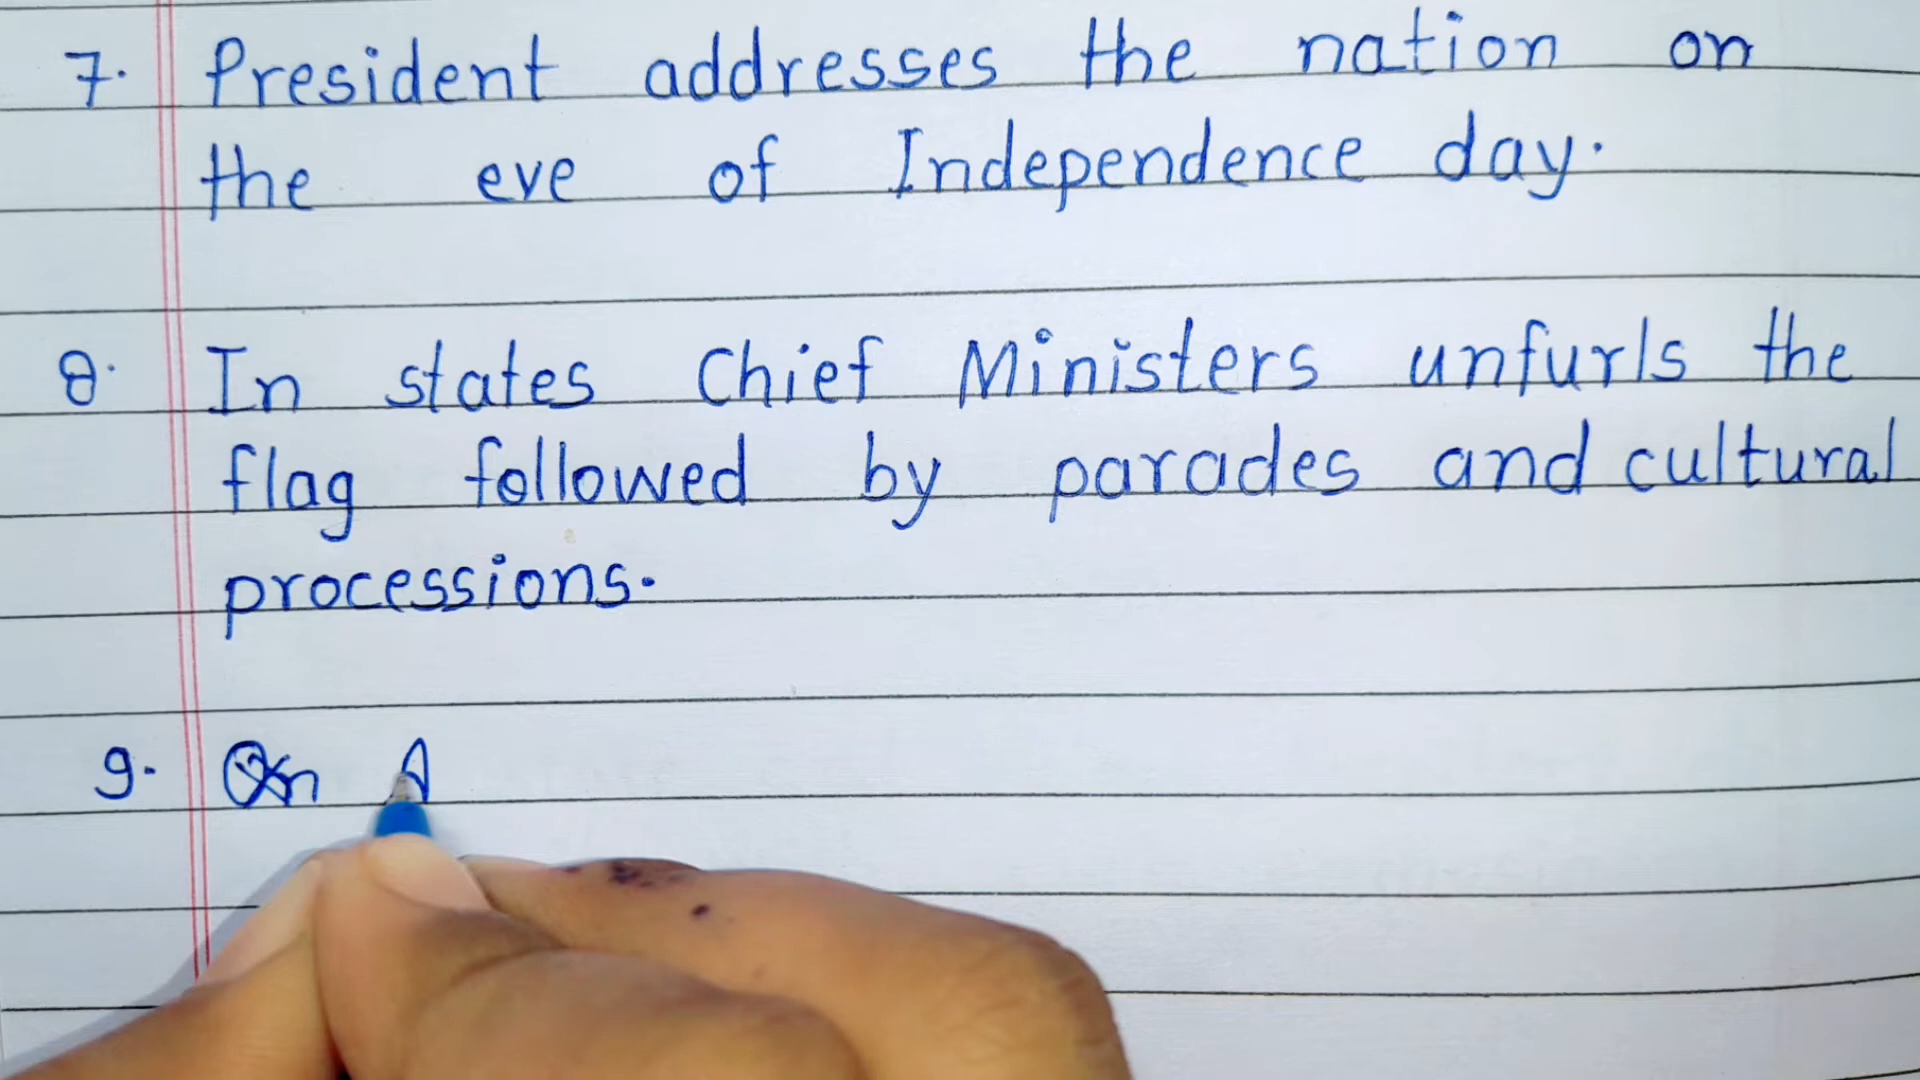 7. President addresses the nation on
the eve of Independence day.
8. In states Chief Ministers unfurls the
flag followed by parades and cultural
processions.
9. On A